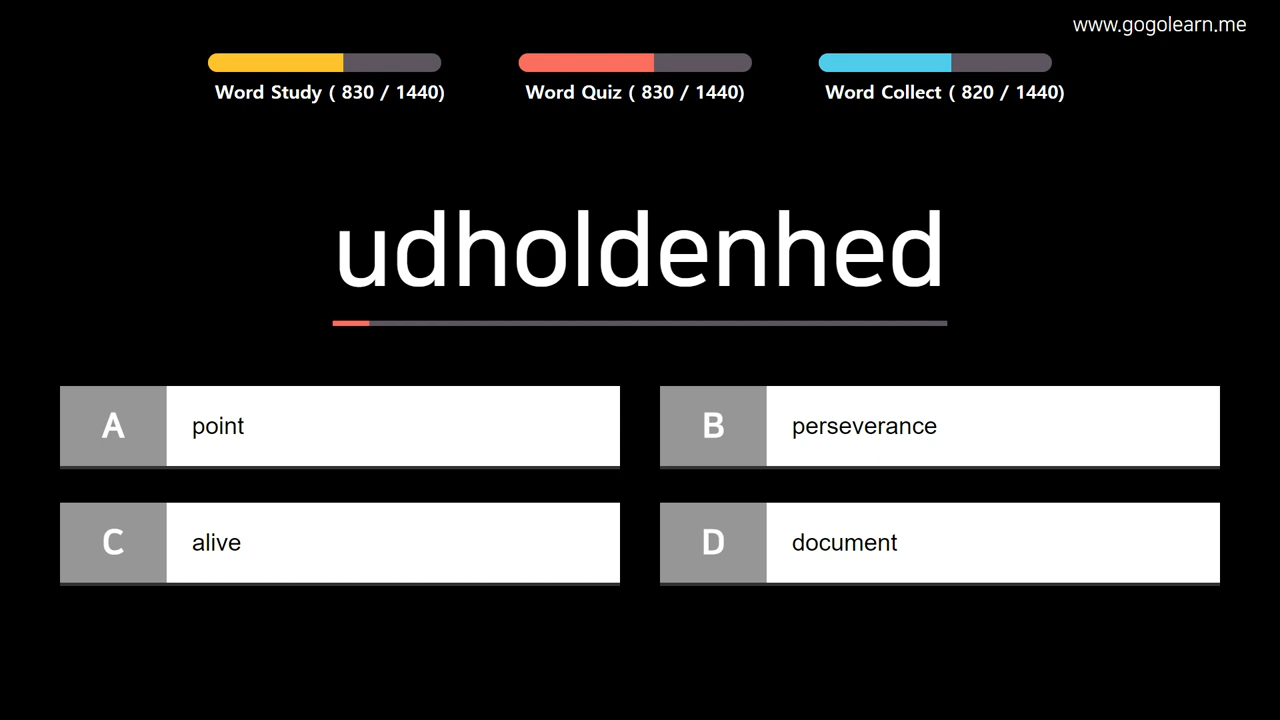 www.gogolearn.me
Word Study ( 830 / 1440)
Word Quiz ( 830 / 1440)
Word Collect ( 820 / 1440)
udholdenhed
A point
B perseverance
C alive
D document